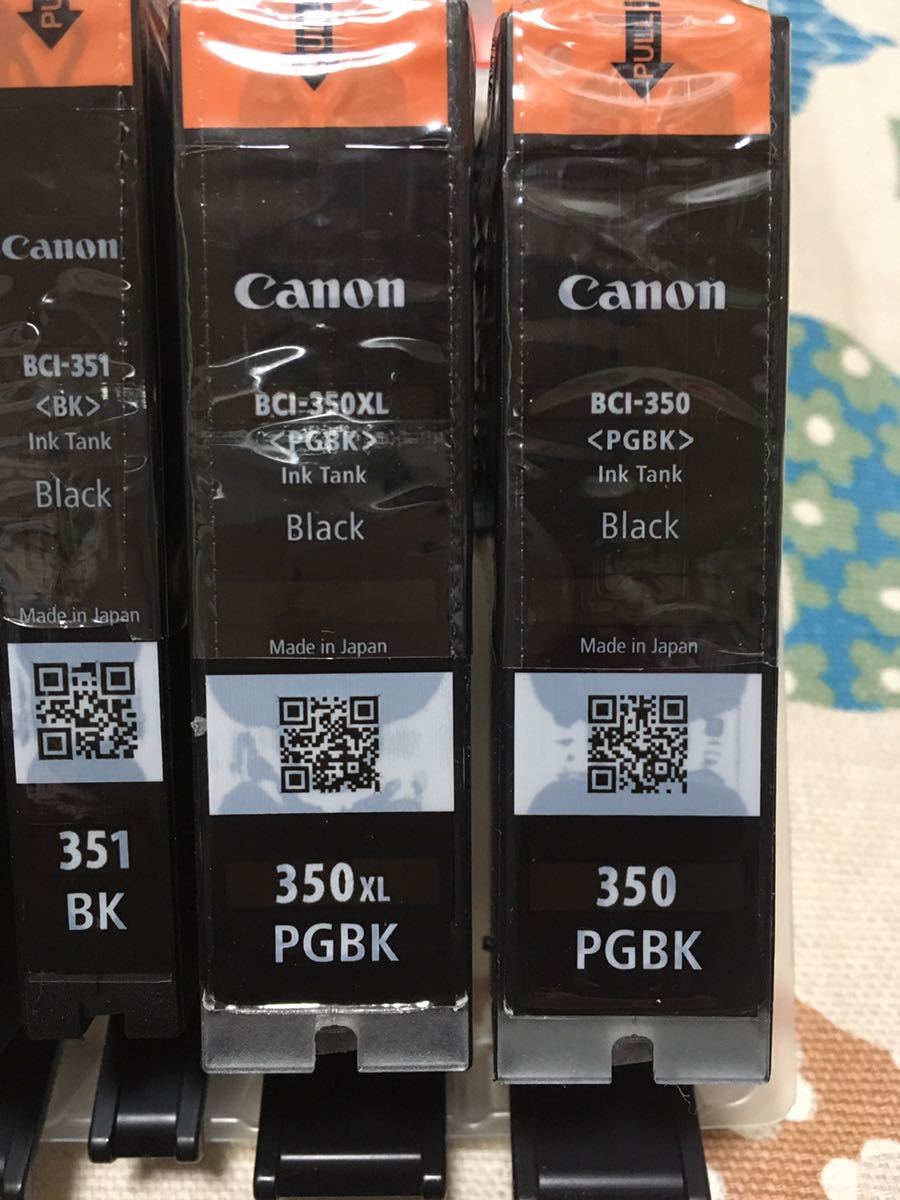 PU
Canon
BCI-351
<BK>
Ink Tank
Black
Made in Japan
351
BK
PULL
Canon
BCI-350XL
<PGBK>
Ink Tank
Black
Made in Japan
350XL
PGBK
PULL
Canon
BCI-350
<PGBK>
Ink Tank
Black
Made in Japan
350
PGBK